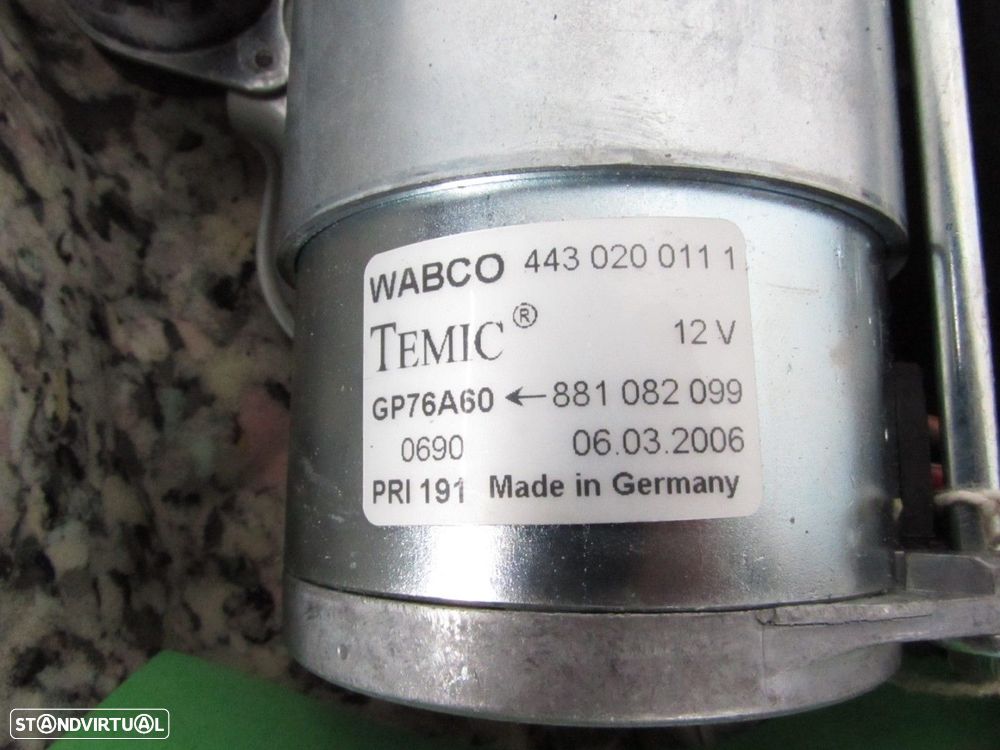 WABCO 443 020 011 1
TEMIC® 12 V
GP76A60 ←881 082 099
0690 06.03.2006
PRI 191 Made in Germany
STANDVIRTUAL